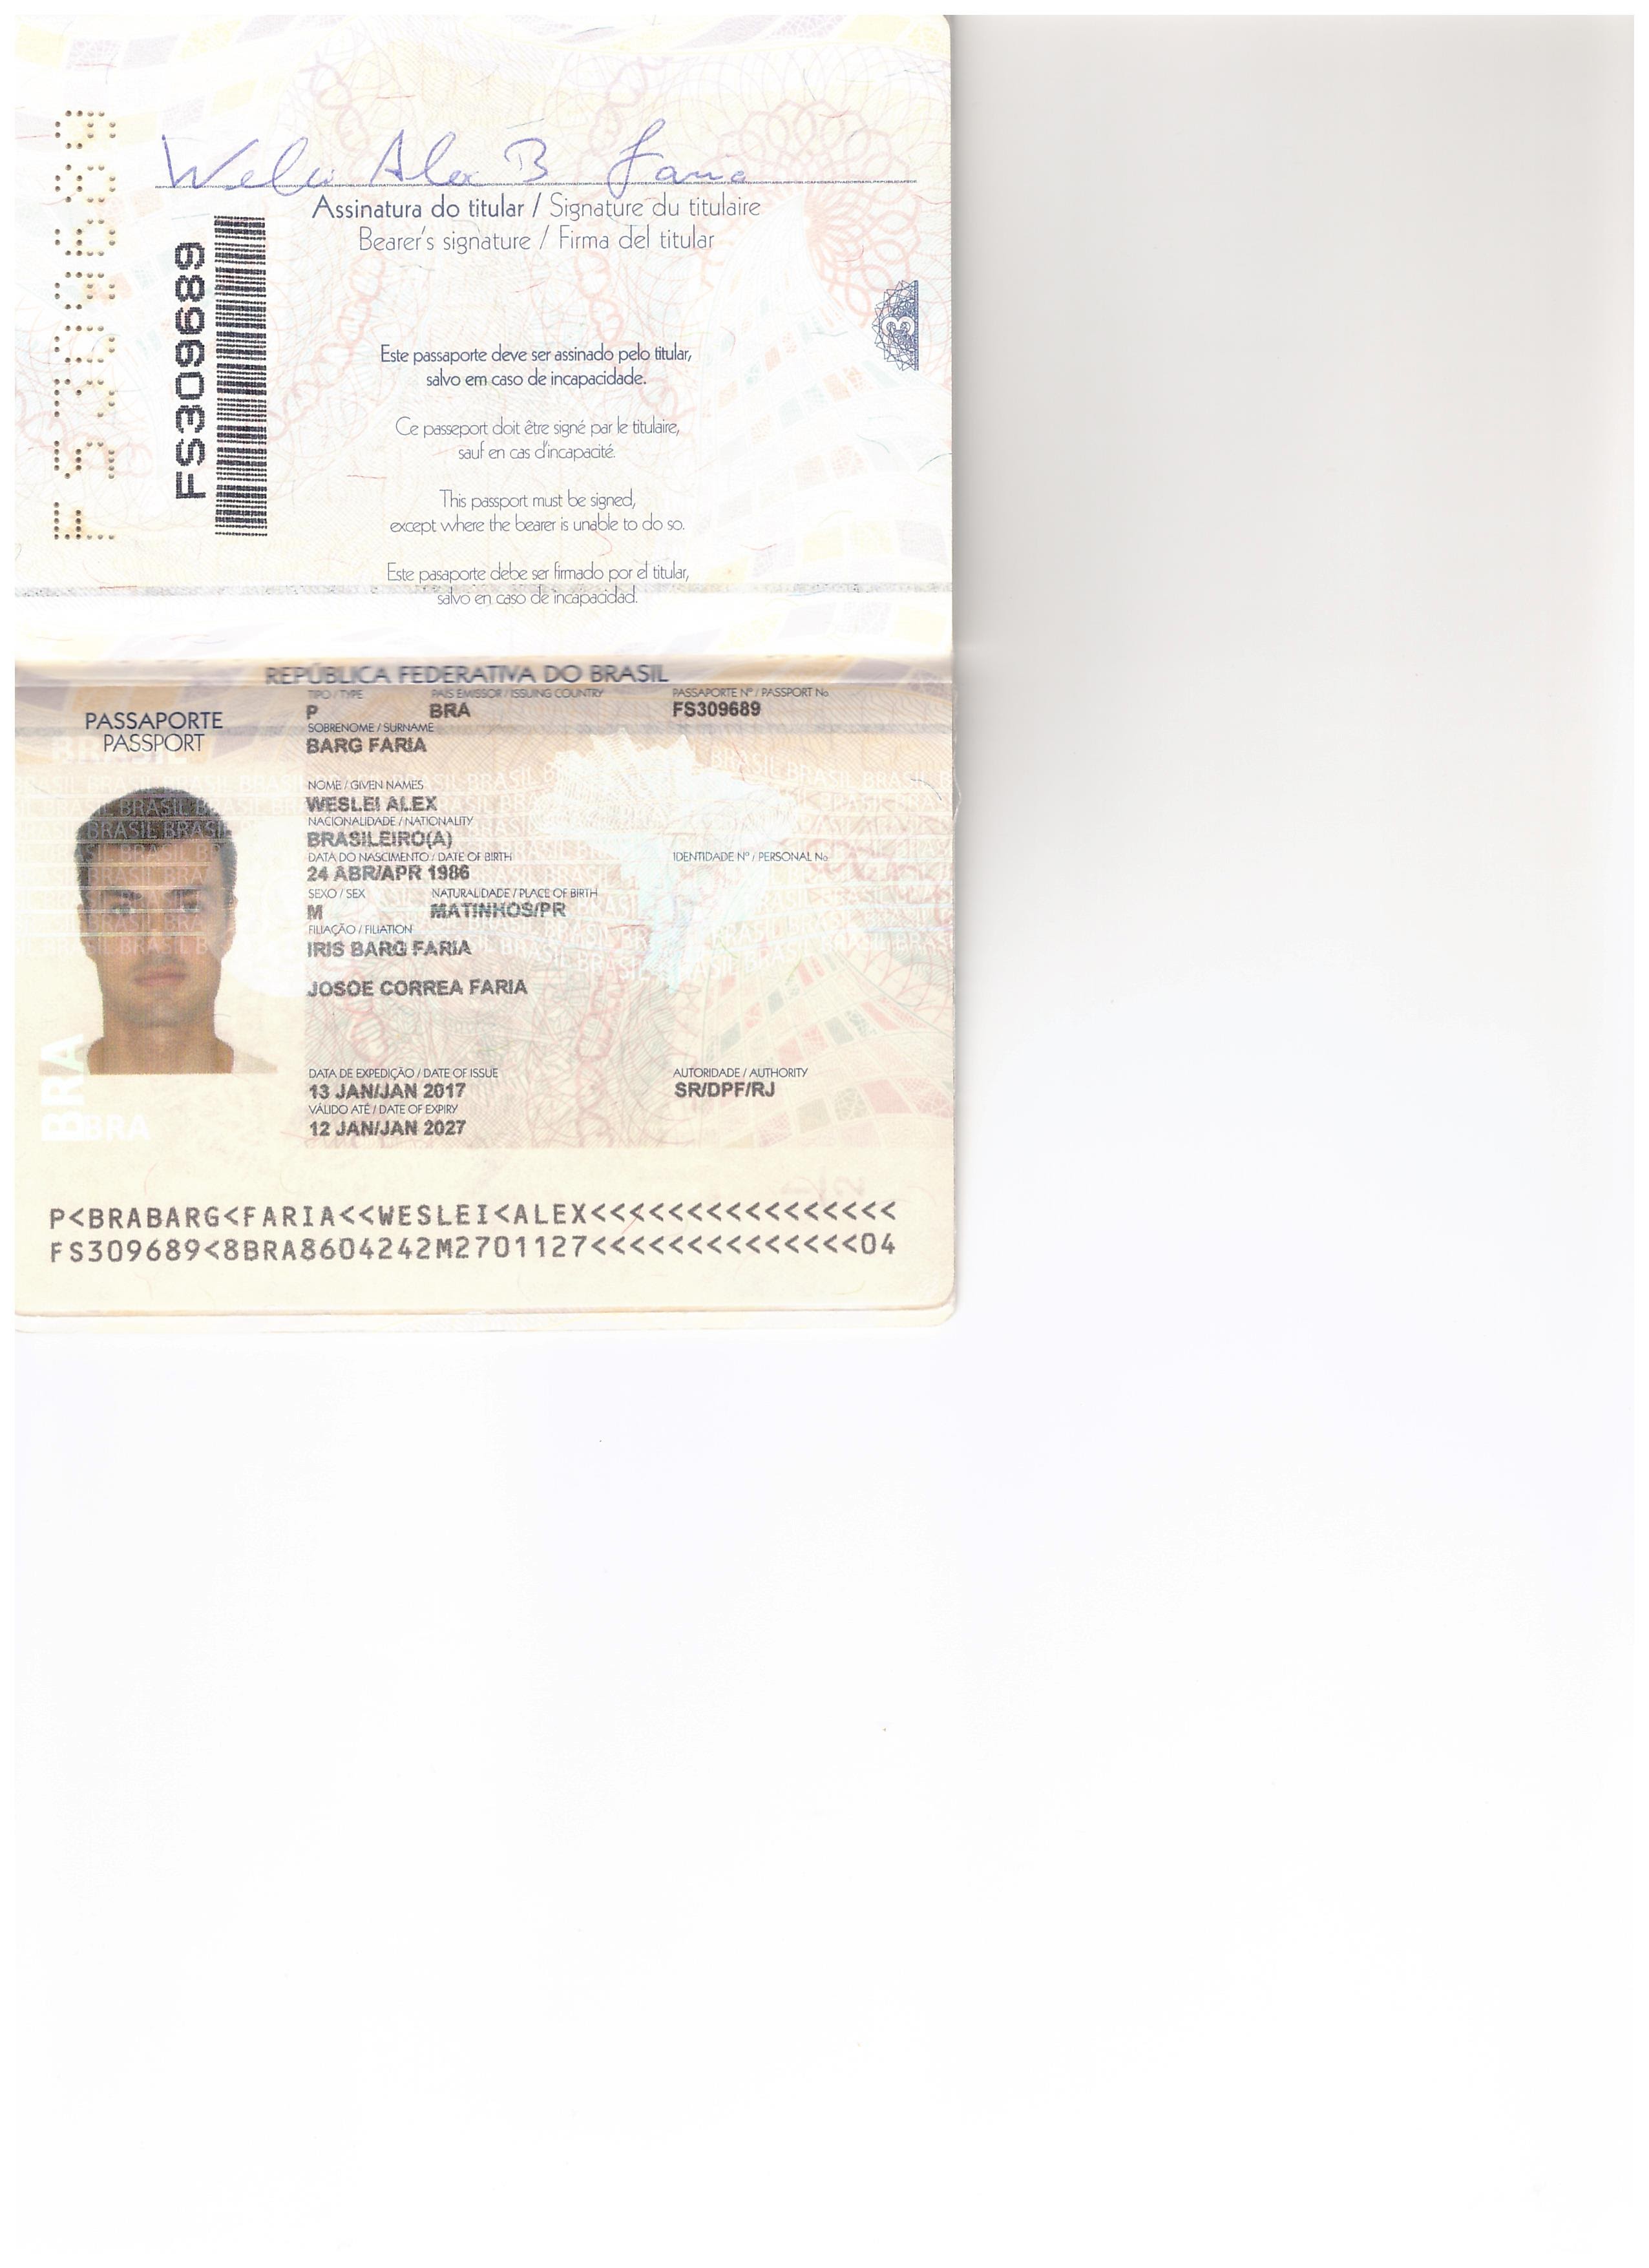 Assinatura do titular / Signature du titulaire
Bearer's signature / Firma del titular
FS309689
FS309689
3
Este passaporte deve ser assinado pelo titular,
salvo em caso de incapacidade.
Ce passeport doit être signé par le titulaire,
sauf en cas d'incapacité.
This passport must be signed,
except where the bearer is unable to do so.
Este pasaporte debe ser firmado por el titular,
salvo en caso de incapacidad.
REPÚBLICA FEDERATIVA DO BRASIL
PASSAPORTE
PASSPORT
TIPO / TYPE PAÍS EMISSOR / ISSUING COUNTRY PASSAPORTE Nº / PASSPORT No
P BRA FS309689
SOBRENOME / SURNAME
BARG FARIA
NOME / GIVEN NAMES
WESLEI ALEX
NACIONALIDADE / NATIONALITY
BRASILEIRO(A)
DATA DO NASCIMENTO / DATE OF BIRTH IDENTIDADE Nº / PERSONAL No
24 ABR/APR 1986
SEXO / SEX NATURALIDADE / PLACE OF BIRTH
M MATINHOS/PR
FILIAÇÃO / FILIATION
IRIS BARG FARIA
JOSOE CORREA FARIA
DATA DE EXPEDIÇÃO / DATE OF ISSUE AUTORIDADE / AUTHORITY
13 JAN/JAN 2017 SR/DPF/RJ
VÁLIDO ATÉ / DATE OF EXPIRY
12 JAN/JAN 2027
BRA
BRA
P<BRABARG<FARIA<<WESLEI<ALEX<<<<<<<<<<<<<<<<
FS309689<8BRA8604242M2701127<<<<<<<<<<<<<<04